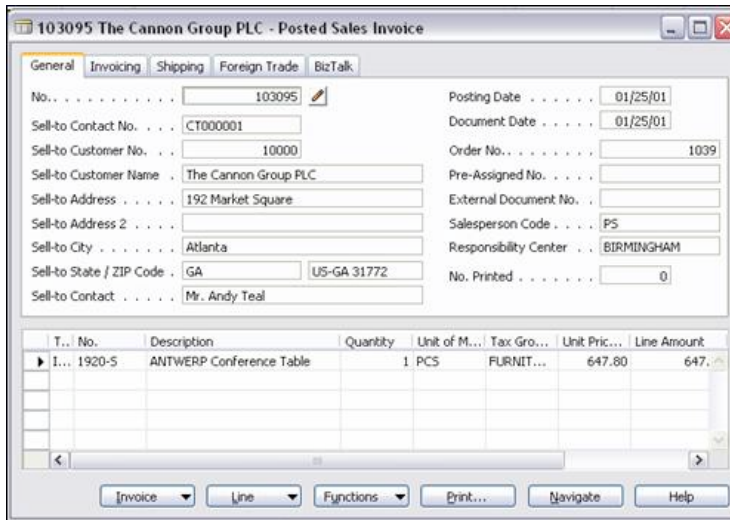 103095 The Cannon Group PLC - Posted Sales Invoice
General Invoicing Shipping Foreign Trade BizTalk
No. . . . . . . . . . . . 103095
Posting Date . . . . . . 01/25/01
Sell-to Contact No. . . . CT000001
Document Date . . . . . 01/25/01
Sell-to Customer No. . . 10000
Order No. . . . . . . . . 1039
Sell-to Customer Name . The Cannon Group PLC
Pre-Assigned No. . . . .
Sell-to Address . . . . . 192 Market Square
External Document No. .
Sell-to Address 2 . . . .
Salesperson Code . . . . PS
Sell-to City . . . . . . . Atlanta
Responsibility Center . . BIRMINGHAM
Sell-to State / ZIP Code . GA US-GA 31772
No. Printed . . . . . . . 0
Sell-to Contact . . . . . Mr. Andy Teal
T... No. Description Quantity Unit of M... Tax Gro... Unit Pric... Line Amount
I... 1920-S ANTWERP Conference Table 1 PCS FURNIT... 647.80 647.
Invoice Line Functions Print... Navigate Help